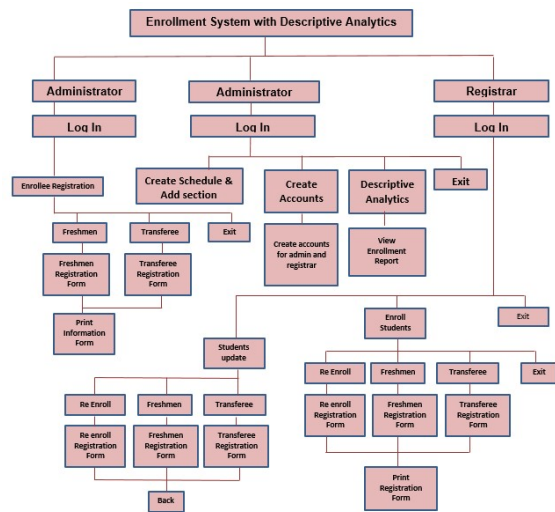 Enrollment System with Descriptive Analytics
Administrator
Administrator
Registrar
Log In
Log In
Log In
Enrollee Registration
Create Schedule &
Add section
Create
Accounts
Descriptive
Analytics
Exit
Freshmen
Transferee
Exit
Freshmen
Registration
Form
Transferee
Registration
Form
Create accounts
for admin and
registrar
View
Enrollment
Report
Print
Information
Form
Students
update
Enroll
Students
Exit
Re Enroll
Freshmen
Transferee
Re Enroll
Freshmen
Transferee
Exit
Re enroll
Registration
Form
Freshmen
Registration
Form
Transferee
Registration
Form
Re enroll
Registration
Form
Freshmen
Registration
Form
Transferee
Registration
Form
Back
Print
Registration
Form